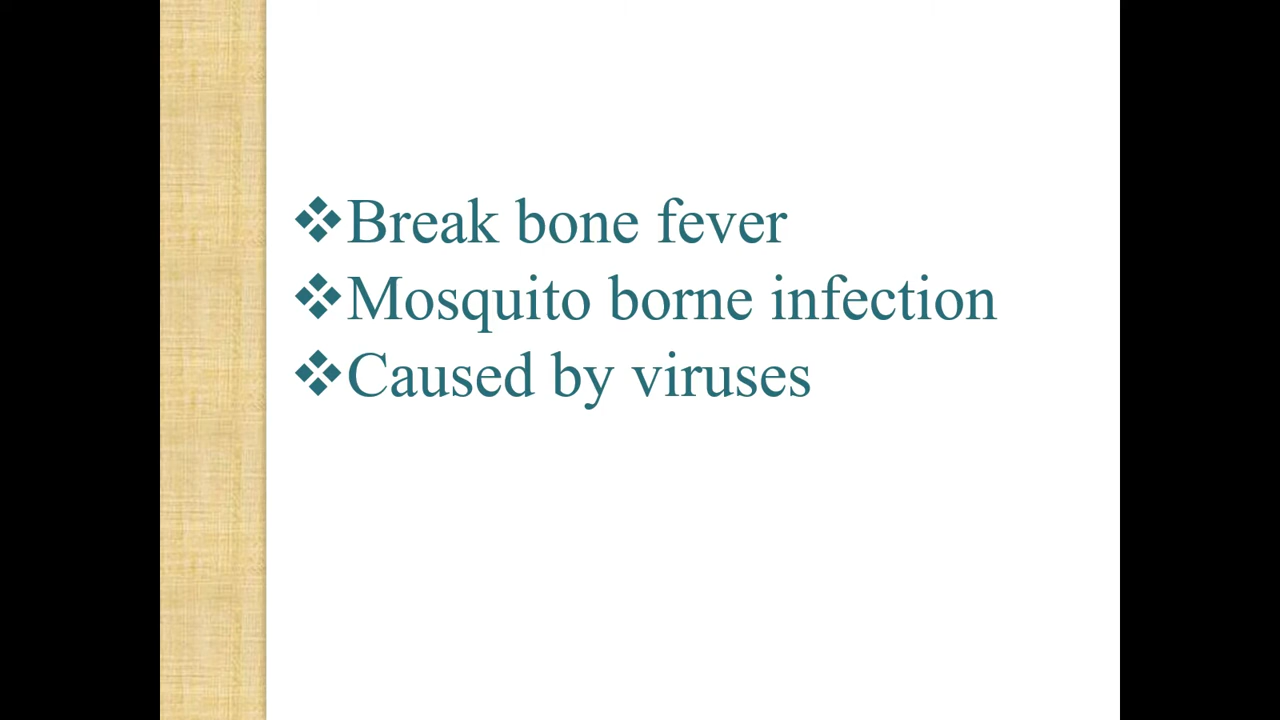 ❖Break bone fever
❖Mosquito borne infection
❖Caused by viruses